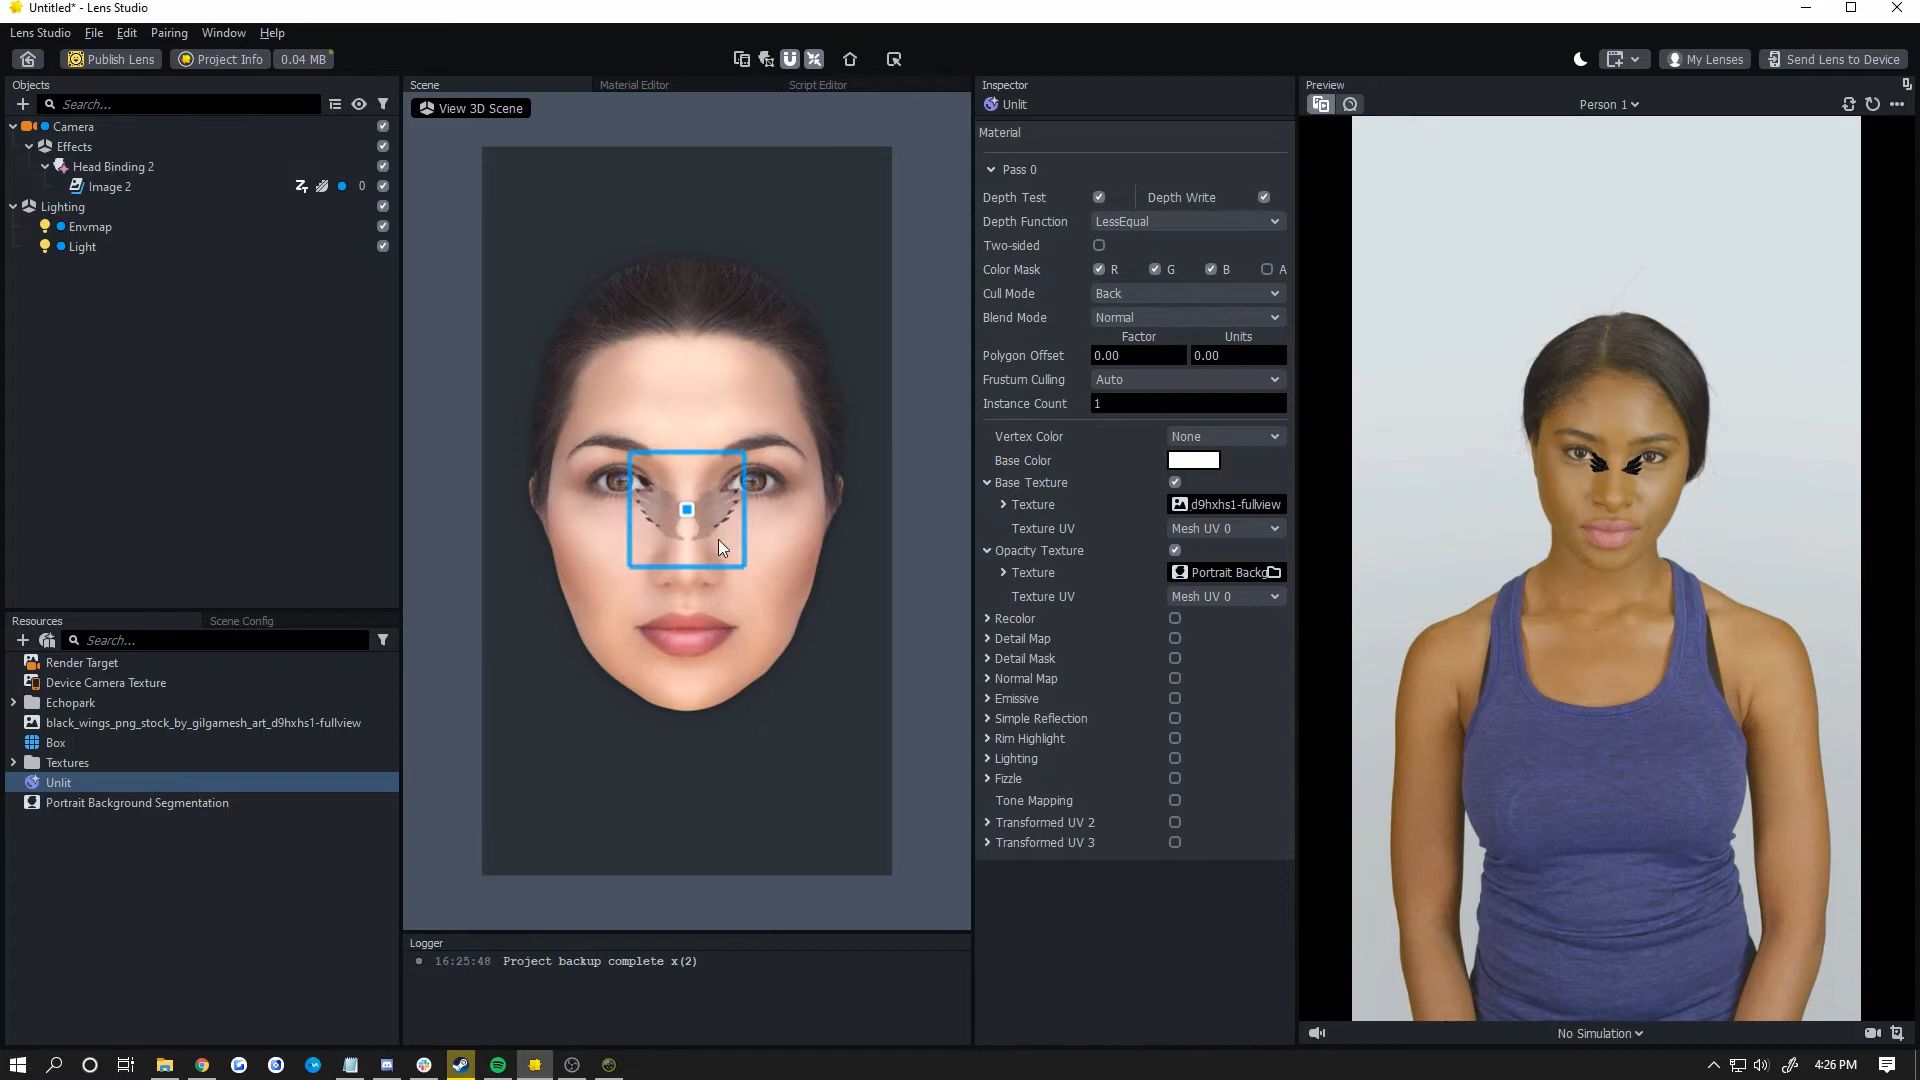 Untitled* - Lens Studio
Lens Studio File Edit Pairing Window Help
Publish Lens Project Info 0.04 MB My Lenses Send Lens to Device
Objects
Search...
Camera
Effects
Head Binding 2
Image 2 0
Lighting
Envmap
Light
Resources Scene Config
Search...
Render Target
Device Camera Texture
Echopark
black_wings_png_stock_by_gilgamesh_art_d9hxhs1-fullview
Box
Textures
Unlit
Portrait Background Segmentation
Scene Material Editor Script Editor
View 3D Scene
Logger
16:25:48 Project backup complete x(2)
Inspector
Unlit
Material
Pass 0
Depth Test Depth Write
Depth Function LessEqual
Two-sided
Color Mask R G B A
Cull Mode Back
Blend Mode Normal
Factor Units
Polygon Offset 0.00 0.00
Frustum Culling Auto
Instance Count 1
Vertex Color None
Base Color
Base Texture
Texture _d9hxhs1-fullview
Texture UV Mesh UV 0
Opacity Texture
Texture Portrait Backg
Texture UV Mesh UV 0
Recolor
Detail Map
Detail Mask
Normal Map
Emissive
Simple Reflection
Rim Highlight
Lighting
Fizzle
Tone Mapping
Transformed UV 2
Transformed UV 3
Preview
Person 1
No Simulation
4:26 PM